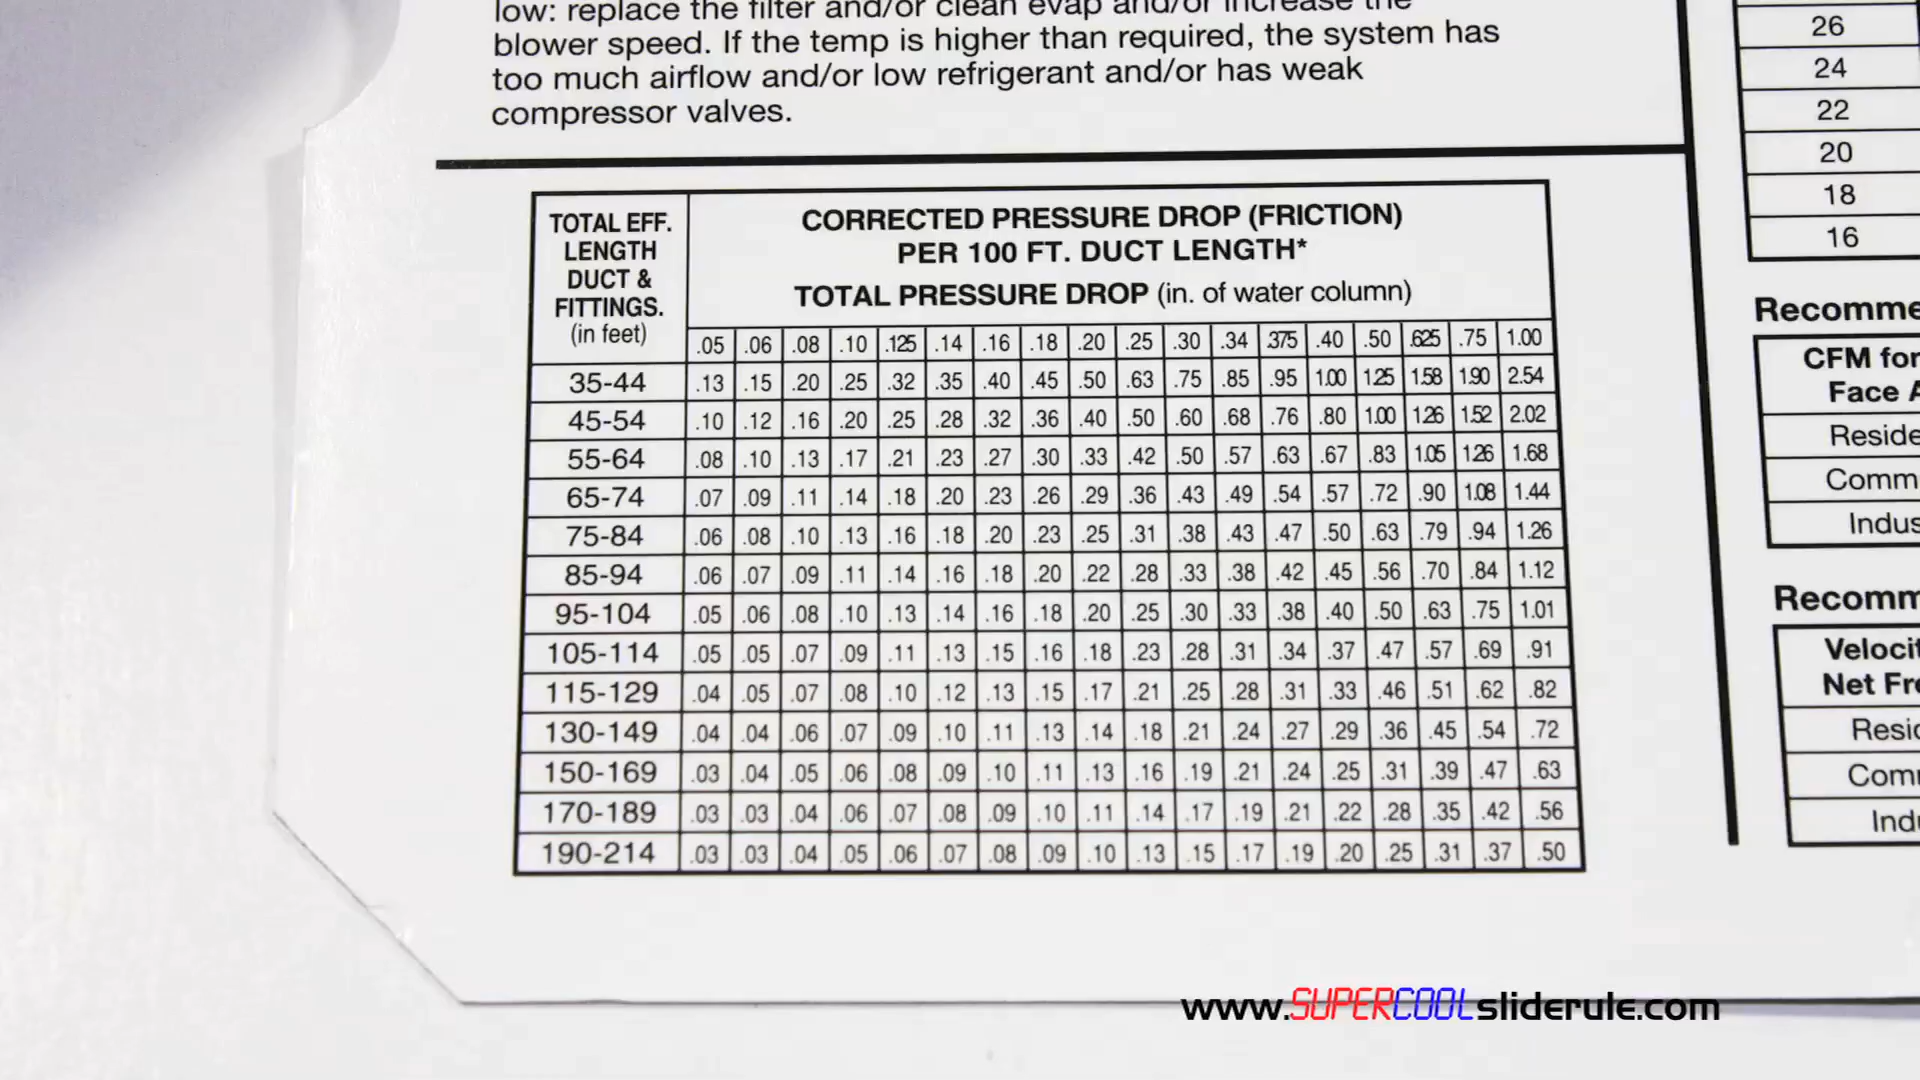 low: replace the filter and/or clean evap and/or increase the
blower speed. If the temp is higher than required, the system has
too much airflow and/or low refrigerant and/or has weak
compressor valves.
TOTAL EFF.
LENGTH
DUCT &
FITTINGS.
(in feet)
CORRECTED PRESSURE DROP (FRICTION)
PER 100 FT. DUCT LENGTH*
TOTAL PRESSURE DROP (in. of water column)
.05 .06 .08 .10 .125 .14 .16 .18 .20 .25 .30 .34 .375 .40 .50 .625 .75 1.00
35-44 .13 .15 .20 .25 .32 .35 .40 .45 .50 .63 .75 .85 .95 1.00 1.25 1.58 1.90 2.54
45-54 .10 .12 .16 .20 .25 .28 .32 .36 .40 .50 .60 .68 .76 .80 1.00 1.26 1.52 2.02
55-64 .08 .10 .13 .17 .21 .23 .27 .30 .33 .42 .50 .57 .63 .67 .83 1.05 1.26 1.68
65-74 .07 .09 .11 .14 .18 .20 .23 .26 .29 .36 .43 .49 .54 .57 .72 .90 1.08 1.44
75-84 .06 .08 .10 .13 .16 .18 .20 .23 .25 .31 .38 .43 .47 .50 .63 .79 .94 1.26
85-94 .06 .07 .09 .11 .14 .16 .18 .20 .22 .28 .33 .38 .42 .45 .56 .70 .84 1.12
95-104 .05 .06 .08 .10 .13 .14 .16 .18 .20 .25 .30 .33 .38 .40 .50 .63 .75 1.01
105-114 .05 .05 .07 .09 .11 .13 .15 .16 .18 .23 .28 .31 .34 .37 .47 .57 .69 .91
115-129 .04 .05 .07 .08 .10 .12 .13 .15 .17 .21 .25 .28 .31 .33 .46 .51 .62 .82
130-149 .04 .04 .06 .07 .09 .10 .11 .13 .14 .18 .21 .24 .27 .29 .36 .45 .54 .72
150-169 .03 .04 .05 .06 .08 .09 .10 .11 .13 .16 .19 .21 .24 .25 .31 .39 .47 .63
170-189 .03 .03 .04 .06 .07 .08 .09 .10 .11 .14 .17 .19 .21 .22 .28 .35 .42 .56
190-214 .03 .03 .04 .05 .06 .07 .08 .09 .10 .13 .15 .17 .19 .20 .25 .31 .37 .50
26
24
22
20
18
16
CFM for
Face
www.SUPERCOOLsliderule.com